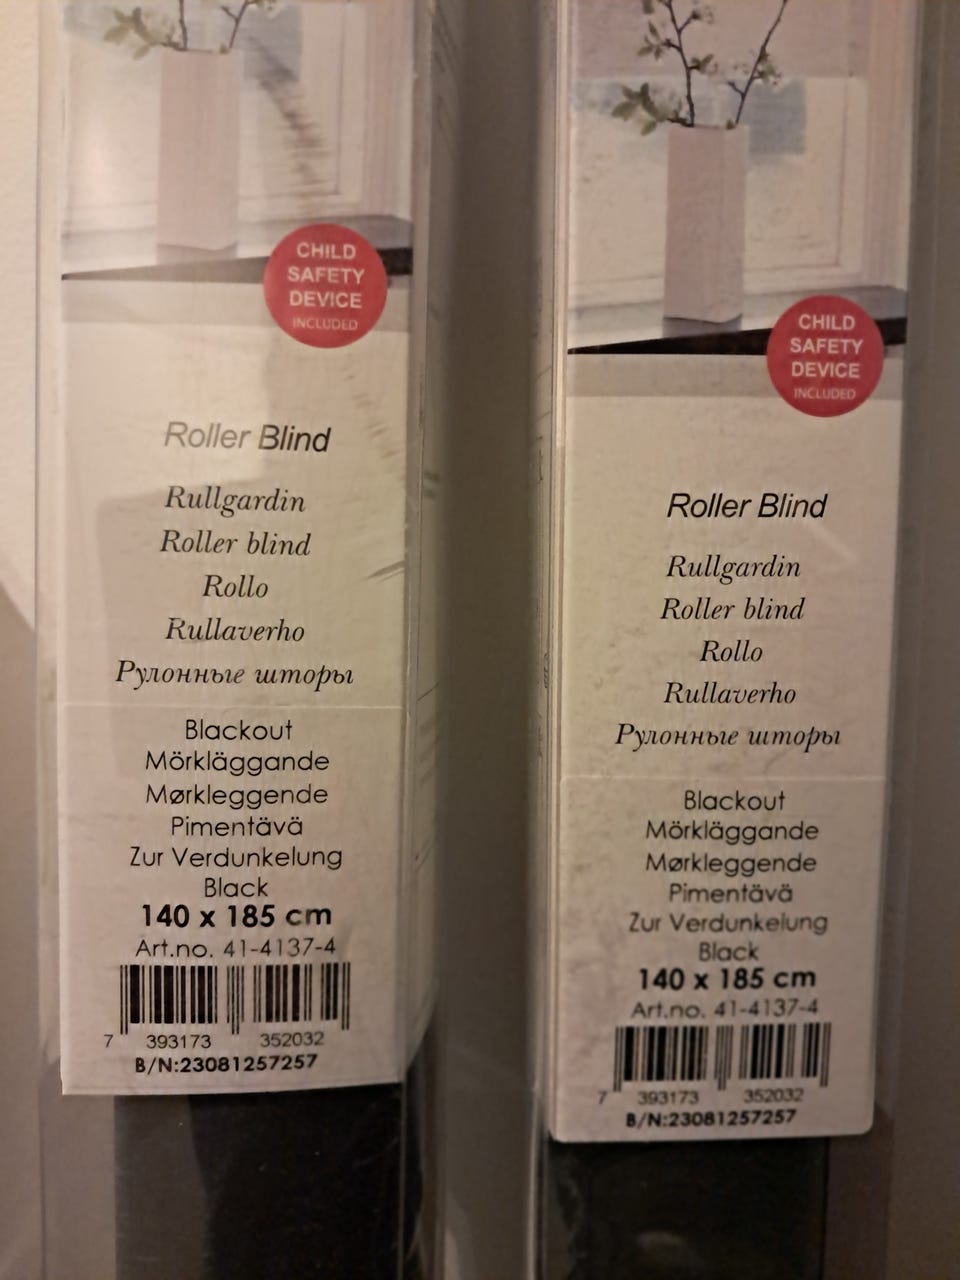 CHILD
SAFETY
DEVICE
INCLUDED
Roller Blind
Rullgardin
Roller blind
Rollo
Rullaverho
Рулонные шторы
Blackout
Mörkläggande
Mørkleggende
Pimentävä
Zur Verdunkelung
Black
140 x 185 cm
Art.no. 41-4137-4
7 393173 352032
B/N:23081257257
CHILD
SAFETY
DEVICE
INCLUDED
Roller Blind
Rullgardin
Roller blind
Rollo
Rullaverho
Рулонные шторы
Blackout
Mörkläggande
Mørkleggende
Pimentävä
Zur Verdunkelung
Black
140 x 185 cm
Art.no. 41-4137-4
7 393173 352032
B/N:23081257257